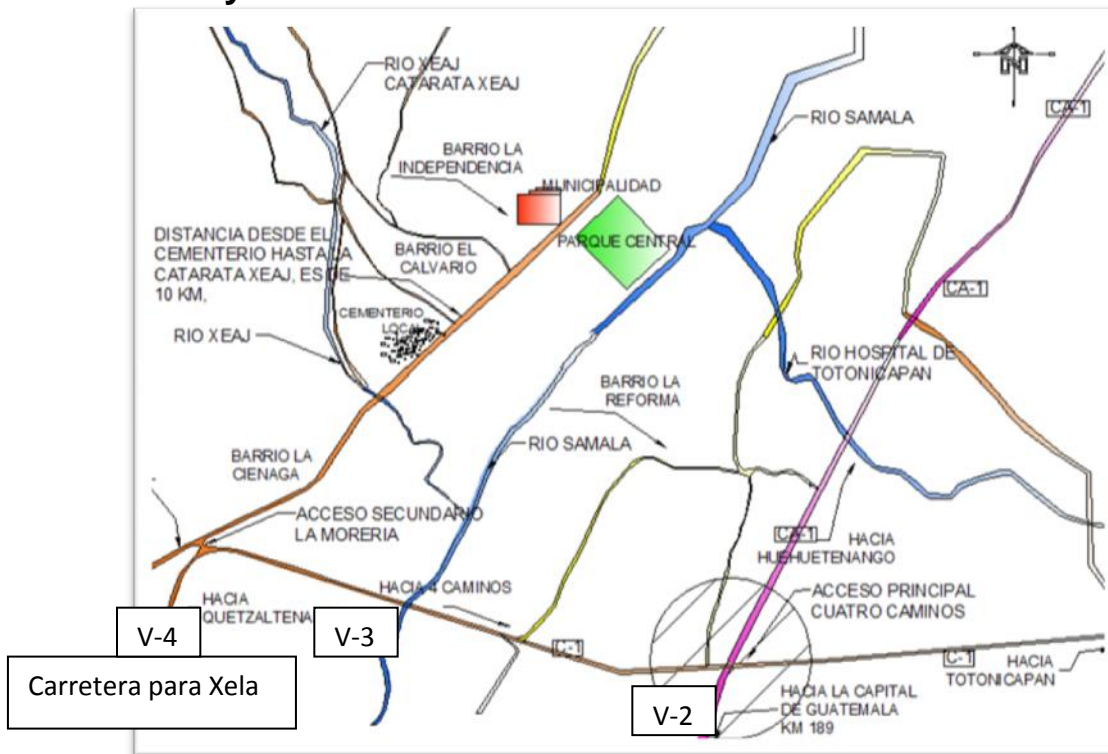 RIO XEAJ
CATARATA XEAJ
CA-1
RIO SAMALA
BARRIO LA
INDEPENDENCIA
MUNICIPALIDAD
DISTANCIA DESDE EL
CEMENTERIO HASTA LA
CATARATA XEAJ, ES DE
10 KM,
BARRIO EL
CALVARIO
PARQUE CENTRAL
CA-1
CEMENTERIO
LOCAL
RIO XEAJ
RIO HOSPITAL DE
TOTONICAPAN
BARRIO LA
REFORMA
RIO SAMALA
BARRIO LA
CIENAGA
ACCESO SECUNDARIO
LA MORERIA
CA-1
HACIA
HUEHUETENANGO
HACIA 4 CAMINOS
ACCESO PRINCIPAL
CUATRO CAMINOS
HACIA
QUETZALTENA
V-4
V-3
C-1
C-1
HACIA
TOTONICAPAN
Carretera para Xela
V-2
HACIA LA CAPITAL
DE GUATEMALA
KM 189